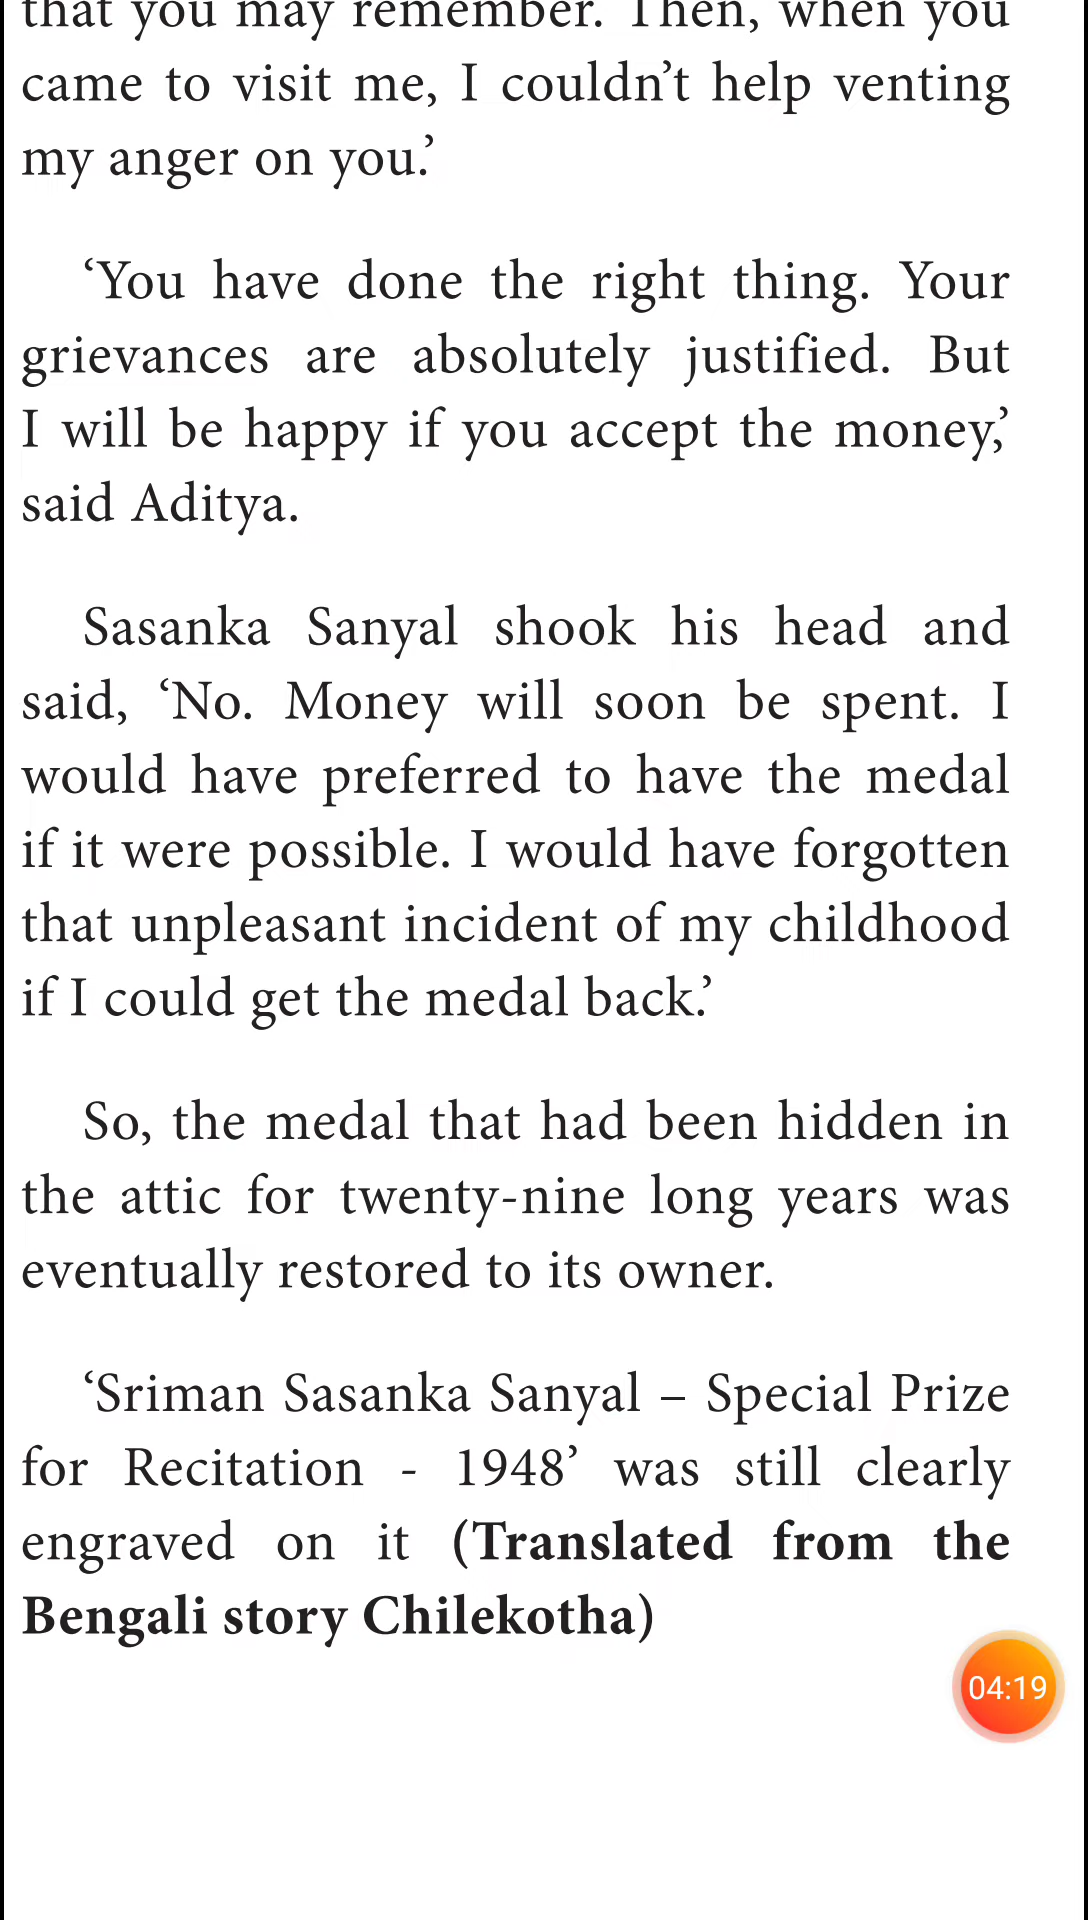 that you may remember. Then, when you
came to visit me, I couldn’t help venting
my anger on you.’
‘You have done the right thing. Your
grievances are absolutely justified. But
I will be happy if you accept the money,’
said Aditya.
Sasanka Sanyal shook his head and
said, ‘No. Money will soon be spent. I
would have preferred to have the medal
if it were possible. I would have forgotten
that unpleasant incident of my childhood
if I could get the medal back.’
So, the medal that had been hidden in
the attic for twenty-nine long years was
eventually restored to its owner.
‘Sriman Sasanka Sanyal – Special Prize
for Recitation - 1948’ was still clearly
engraved on it (Translated from the
Bengali story Chilekotha)
04:19